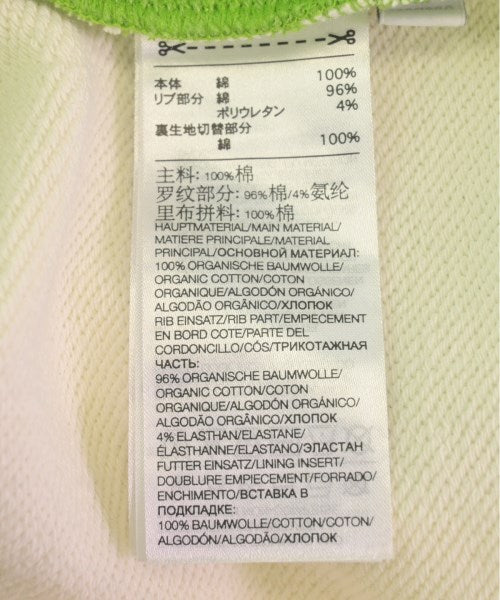 本体 綿 100%
リブ部分 綿 96%
ポリウレタン 4%
裏生地切替部分
綿 100%
主料: 100%棉
罗纹部分: 96%棉/4%氨纶
里布拼料: 100%棉
HAUPTMATERIAL/MAIN MATERIAL/
MATIERE PRINCIPALE/MATERIAL
PRINCIPAL/ОСНОВНОЙ МАТЕРИАЛ:
100% ORGANISCHE BAUMWOLLE/
ORGANIC COTTON/COTON
ORGANIQUE/ALGODÓN ORGÁNICO/
ALGODÃO ORGÂNICO/ХЛОПОК
RIB EINSATZ/RIB PART/EMPIECEMENT
EN BORD COTE/PARTE DEL
CORDONCILLO/CÓS/ТРИКОТАЖНАЯ
ЧАСТЬ:
96% ORGANISCHE BAUMWOLLE/
ORGANIC COTTON/COTON
ORGANIQUE/ALGODÓN ORGÁNICO/
ALGODÃO ORGÂNICO/ХЛОПОК
4% ELASTHAN/ELASTANE/
ÉLASTHANNE/ELASTANO/ЭЛАСТАН
FUTTER EINSATZ/LINING INSERT/
DOUBLURE EMPIECEMENT/FORRADO/
ENCHIMENTO/ВСТАВКА В
ПОДКЛАДКЕ:
100% BAUMWOLLE/COTTON/COTON/
ALGODÓN/ALGODÃO/ХЛОПОК